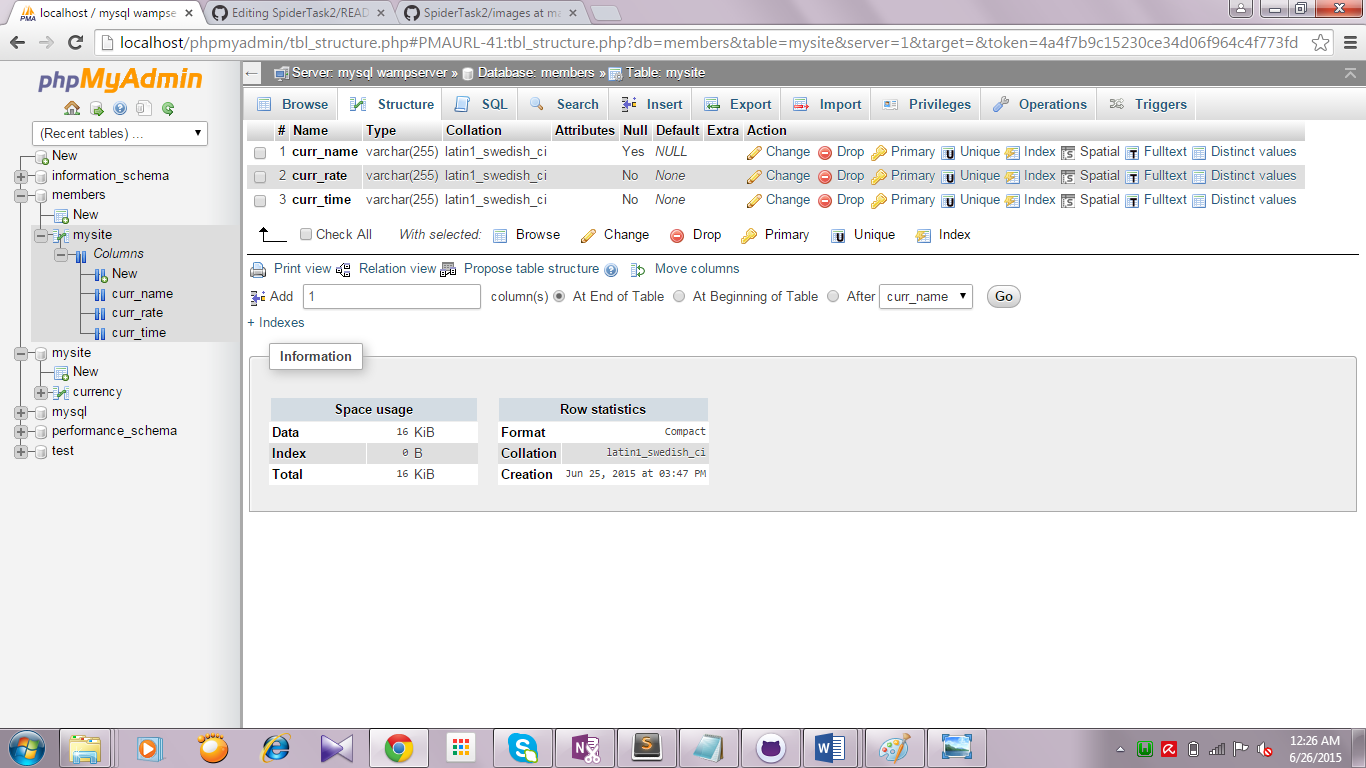 localhost / mysql wampse
Editing SpiderTask2/READ
SpiderTask2/images at ma
localhost/phpmyadmin/tbl_structure.php#PMAURL-41:tbl_structure.php?db=members&table=mysite&server=1&target=&token=4a4f7b9c15230ce34d06f964c4f773fd
phpMyAdmin
(Recent tables) ...
New
information_schema
members
New
mysite
Columns
New
curr_name
curr_rate
curr_time
mysite
New
currency
mysql
performance_schema
test
Server: mysql wampserver » Database: members » Table: mysite
Browse Structure SQL Search Insert Export Import Privileges Operations Triggers
# Name Type Collation Attributes Null Default Extra Action
1 curr_name varchar(255) latin1_swedish_ci Yes NULL Change Drop Primary Unique Index Spatial Fulltext Distinct values
2 curr_rate varchar(255) latin1_swedish_ci No None Change Drop Primary Unique Index Spatial Fulltext Distinct values
3 curr_time varchar(255) latin1_swedish_ci No None Change Drop Primary Unique Index Spatial Fulltext Distinct values
Check All With selected: Browse Change Drop Primary Unique Index
Print view Relation view Propose table structure Move columns
Add 1 column(s) At End of Table At Beginning of Table After curr_name Go
+ Indexes
Information
Space usage
Data 16 KiB
Index 0 B
Total 16 KiB
Row statistics
Format Compact
Collation latin1_swedish_ci
Creation Jun 25, 2015 at 03:47 PM
12:26 AM
6/26/2015